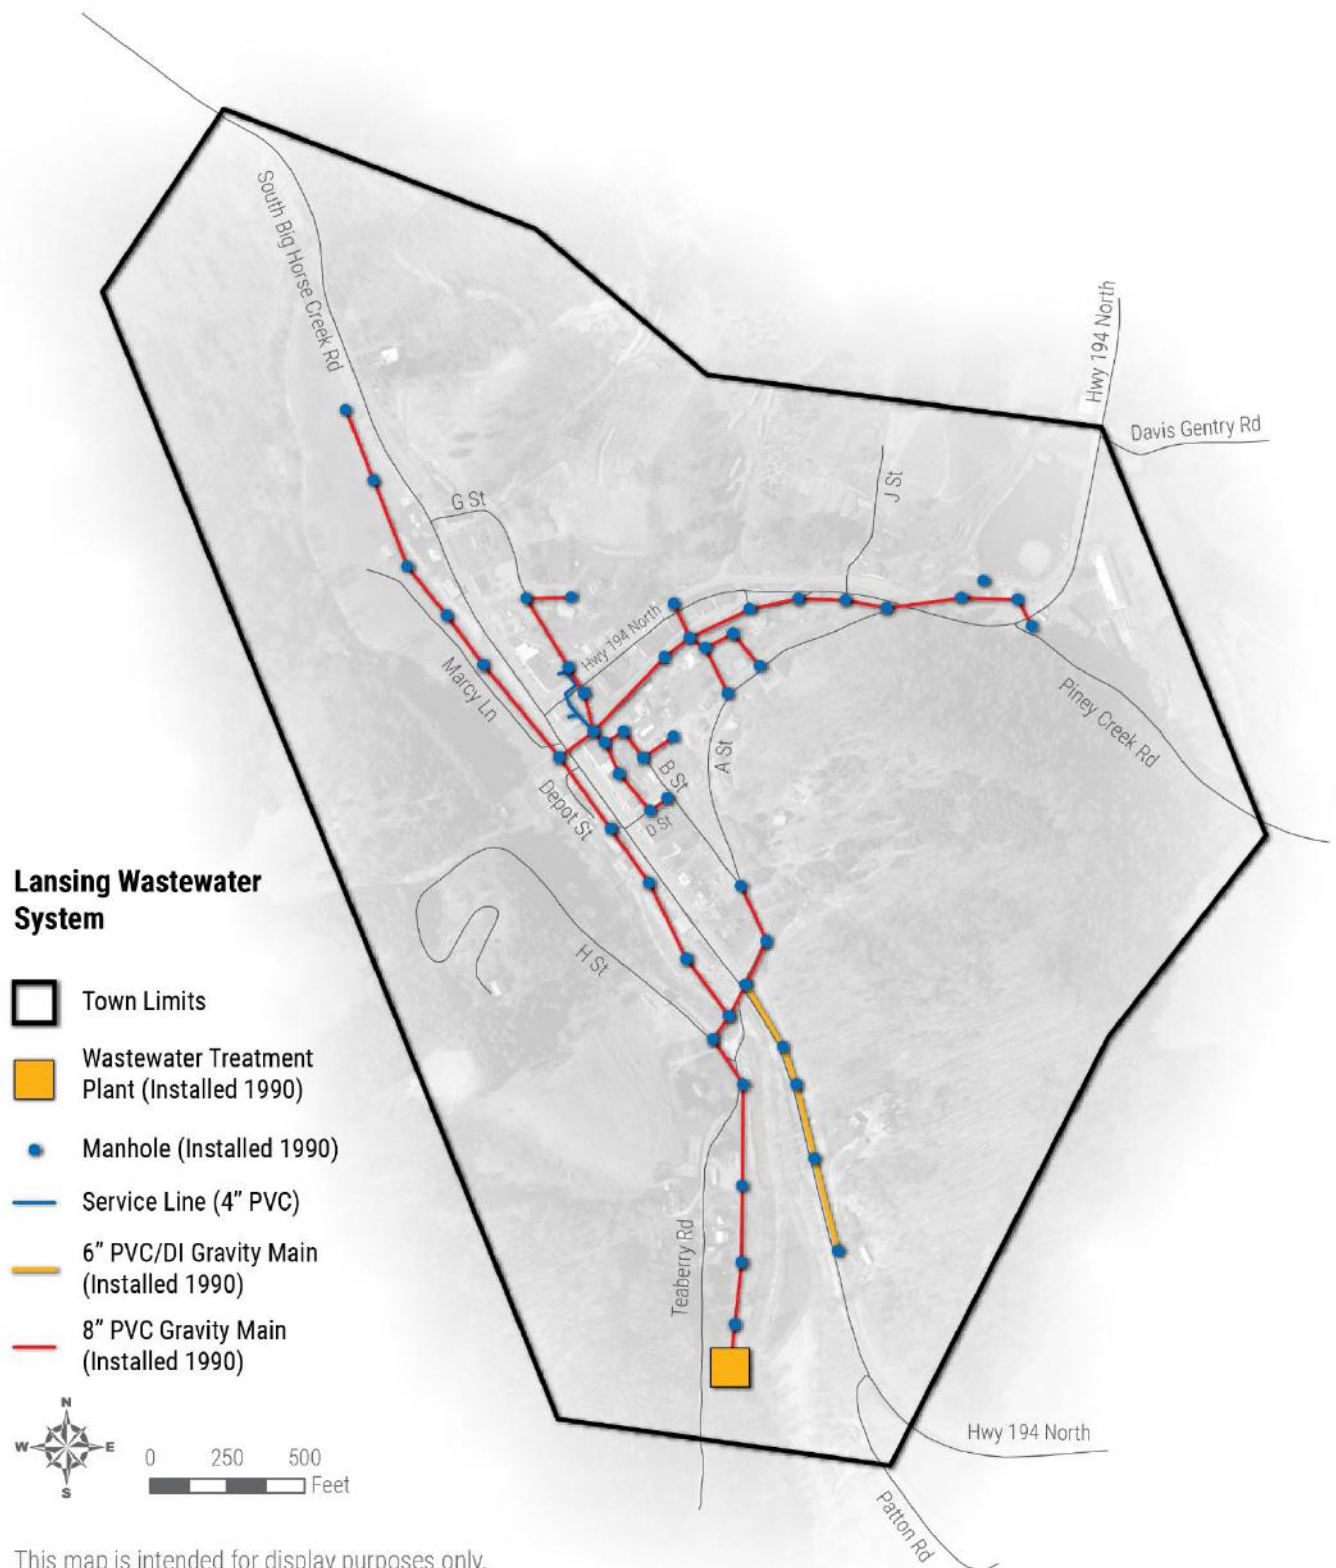 South Big Horse Creek Rd
Hwy 194 North
Davis Gentry Rd
G St
J St
Hwy 194 North
Marcy Ln
Piney Creek Rd
A St
B St
Depot St
D St
H St
Lansing Wastewater
System
Town Limits
Wastewater Treatment
Plant (Installed 1990)
Manhole (Installed 1990)
Service Line (4” PVC)
6” PVC/DI Gravity Main
(Installed 1990)
8” PVC Gravity Main
(Installed 1990)
Teaberry Rd
N
W E
S
0 250 500
Feet
Hwy 194 North
Patton Rd
This map is intended for display purposes only.